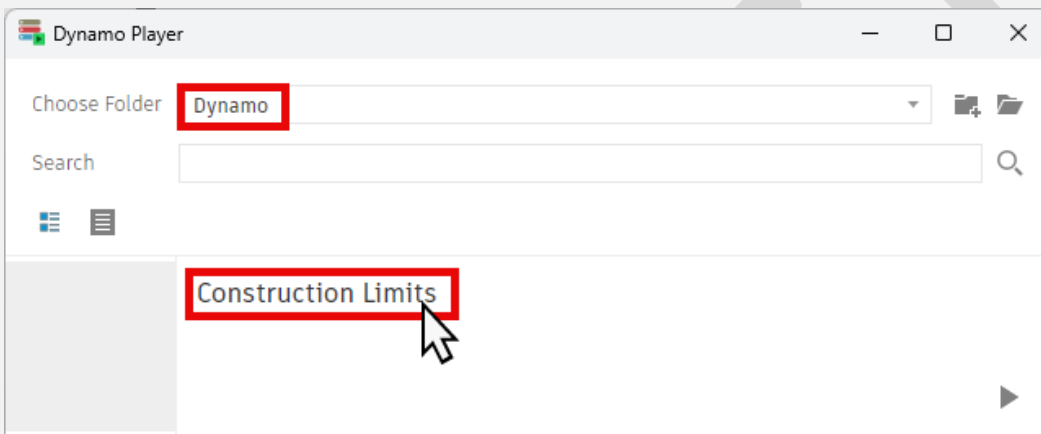 Dynamo Player
Choose Folder Dynamo
Search
Construction Limits